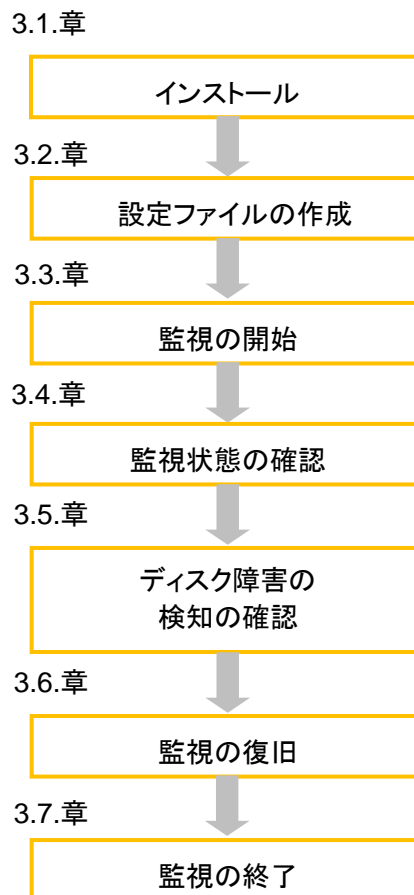 3.1.章
インストール
3.2.章
設定ファイルの作成
3.3.章
監視の開始
3.4.章
監視状態の確認
3.5.章
ディスク障害の
検知の確認
3.6.章
監視の復旧
3.7.章
監視の終了